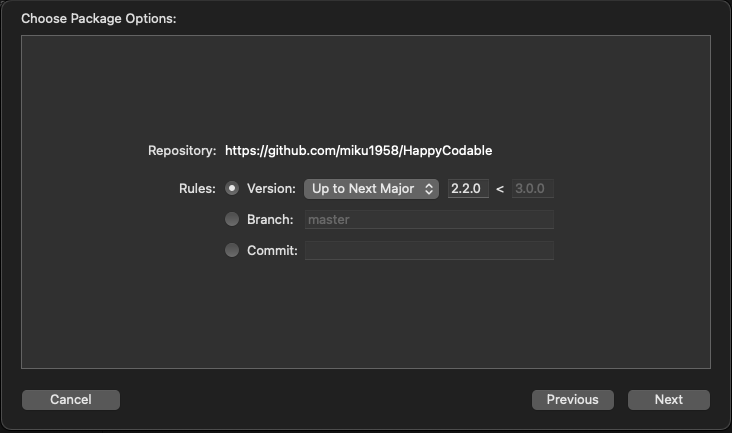 Choose Package Options:
Repository: https://github.com/miku1958/HappyCodable
Rules: Version: Up to Next Major 2.2.0 < 3.0.0
Branch: master
Commit:
Cancel Previous Next